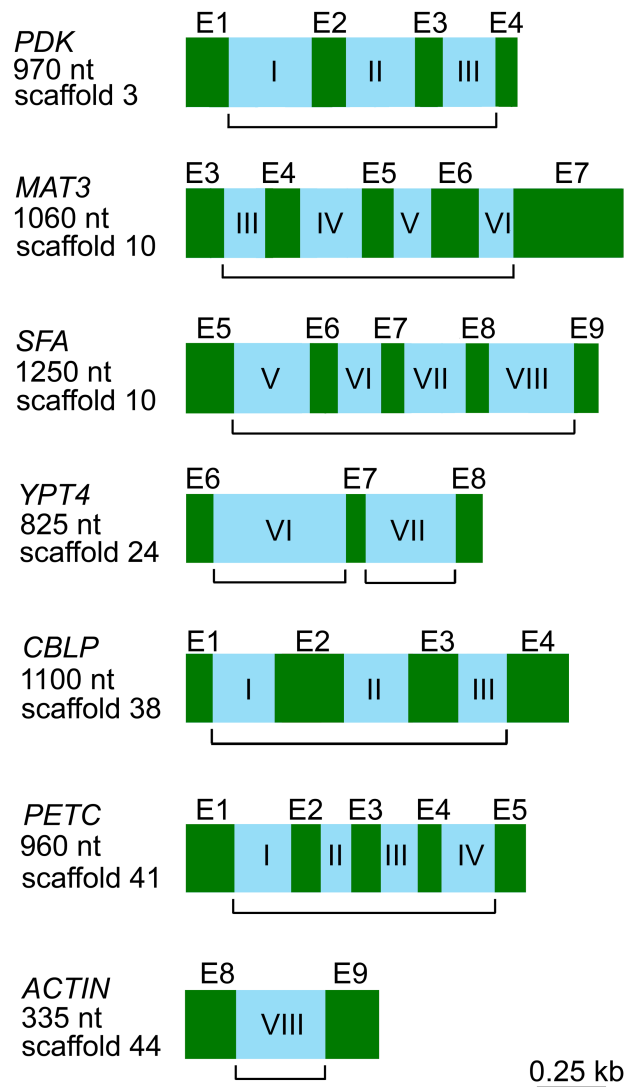 E1 E2 E3 E4
PDK
970 nt
scaffold 3
I II III
E3 E4 E5 E6 E7
MAT3
1060 nt
scaffold 10
III IV V VI
E5 E6 E7 E8 E9
SFA
1250 nt
scaffold 10
V VI VII VIII
E6 E7 E8
YPT4
825 nt
scaffold 24
VI VII
E1 E2 E3 E4
CBLP
1100 nt
scaffold 38
I II III
E1 E2 E3 E4 E5
PETC
960 nt
scaffold 41
I II III IV
E8 E9
ACTIN
335 nt
scaffold 44
VIII
0.25 kb